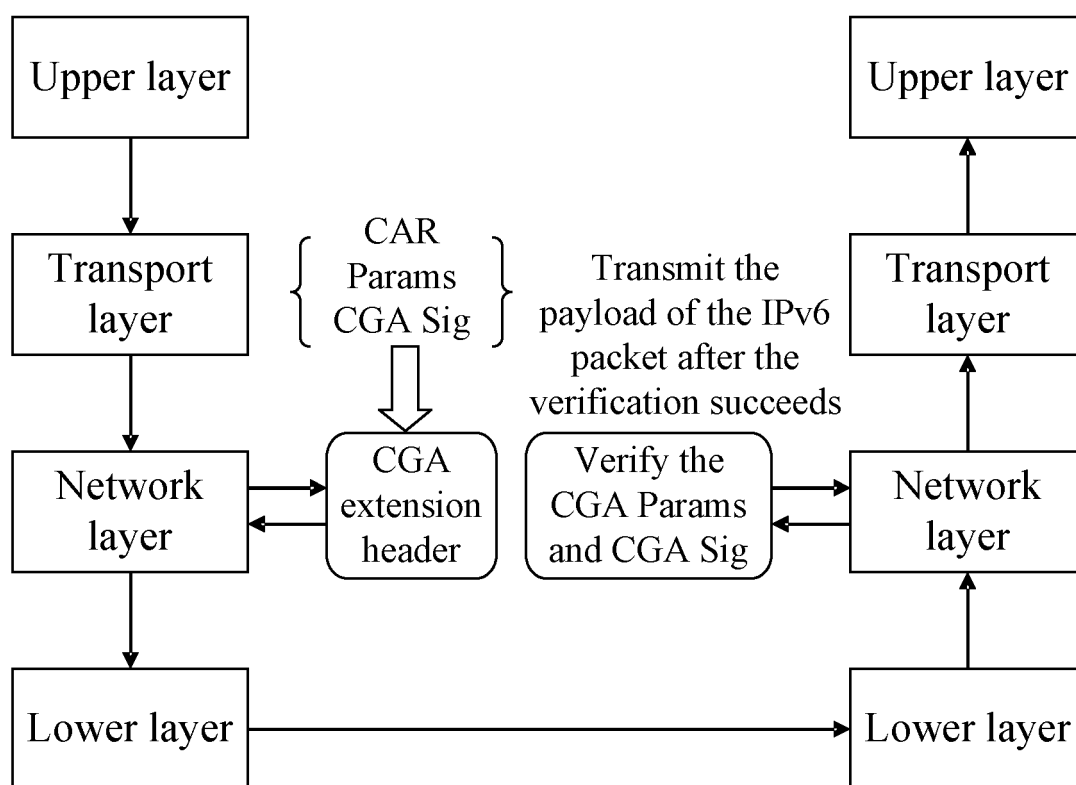 Upper layer
Upper layer
Transport
layer
CAR
Params
CGA Sig
Transmit the
payload of the IPv6
packet after the
verification succeeds
Transport
layer
Network
layer
CGA
extension
header
Verify the
CGA Params
and CGA Sig
Network
layer
Lower layer
Lower layer